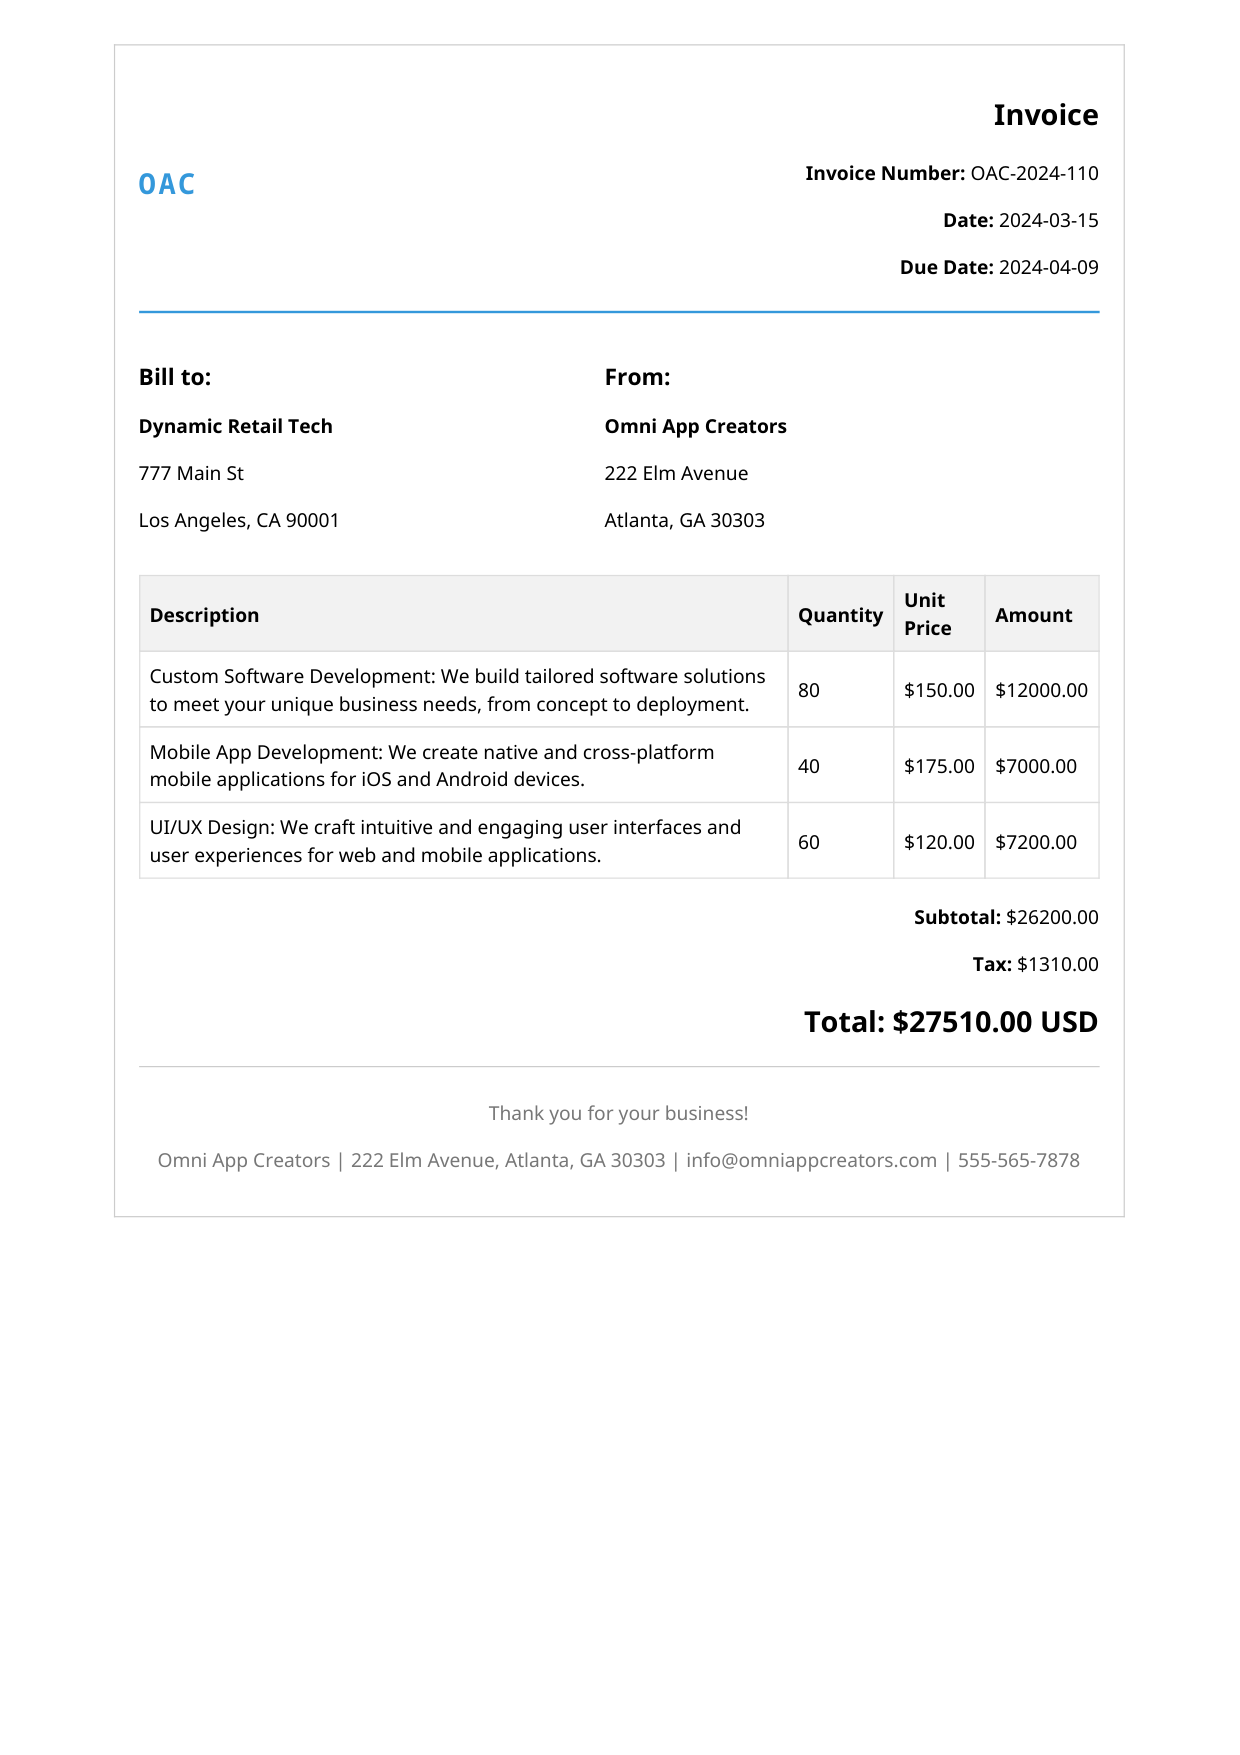 Invoice
OAC
Invoice Number: OAC-2024-110
Date: 2024-03-15
Due Date: 2024-04-09
Bill to:
Dynamic Retail Tech
777 Main St
Los Angeles, CA 90001
From:
Omni App Creators
222 Elm Avenue
Atlanta, GA 30303
Description Quantity Unit Price Amount
Custom Software Development: We build tailored software solutions
to meet your unique business needs, from concept to deployment.
80 $150.00 $12000.00
Mobile App Development: We create native and cross-platform
mobile applications for iOS and Android devices.
40 $175.00 $7000.00
UI/UX Design: We craft intuitive and engaging user interfaces and
user experiences for web and mobile applications.
60 $120.00 $7200.00
Subtotal: $26200.00
Tax: $1310.00
Total: $27510.00 USD
Thank you for your business!
Omni App Creators | 222 Elm Avenue, Atlanta, GA 30303 | info@omniappcreators.com | 555-565-7878